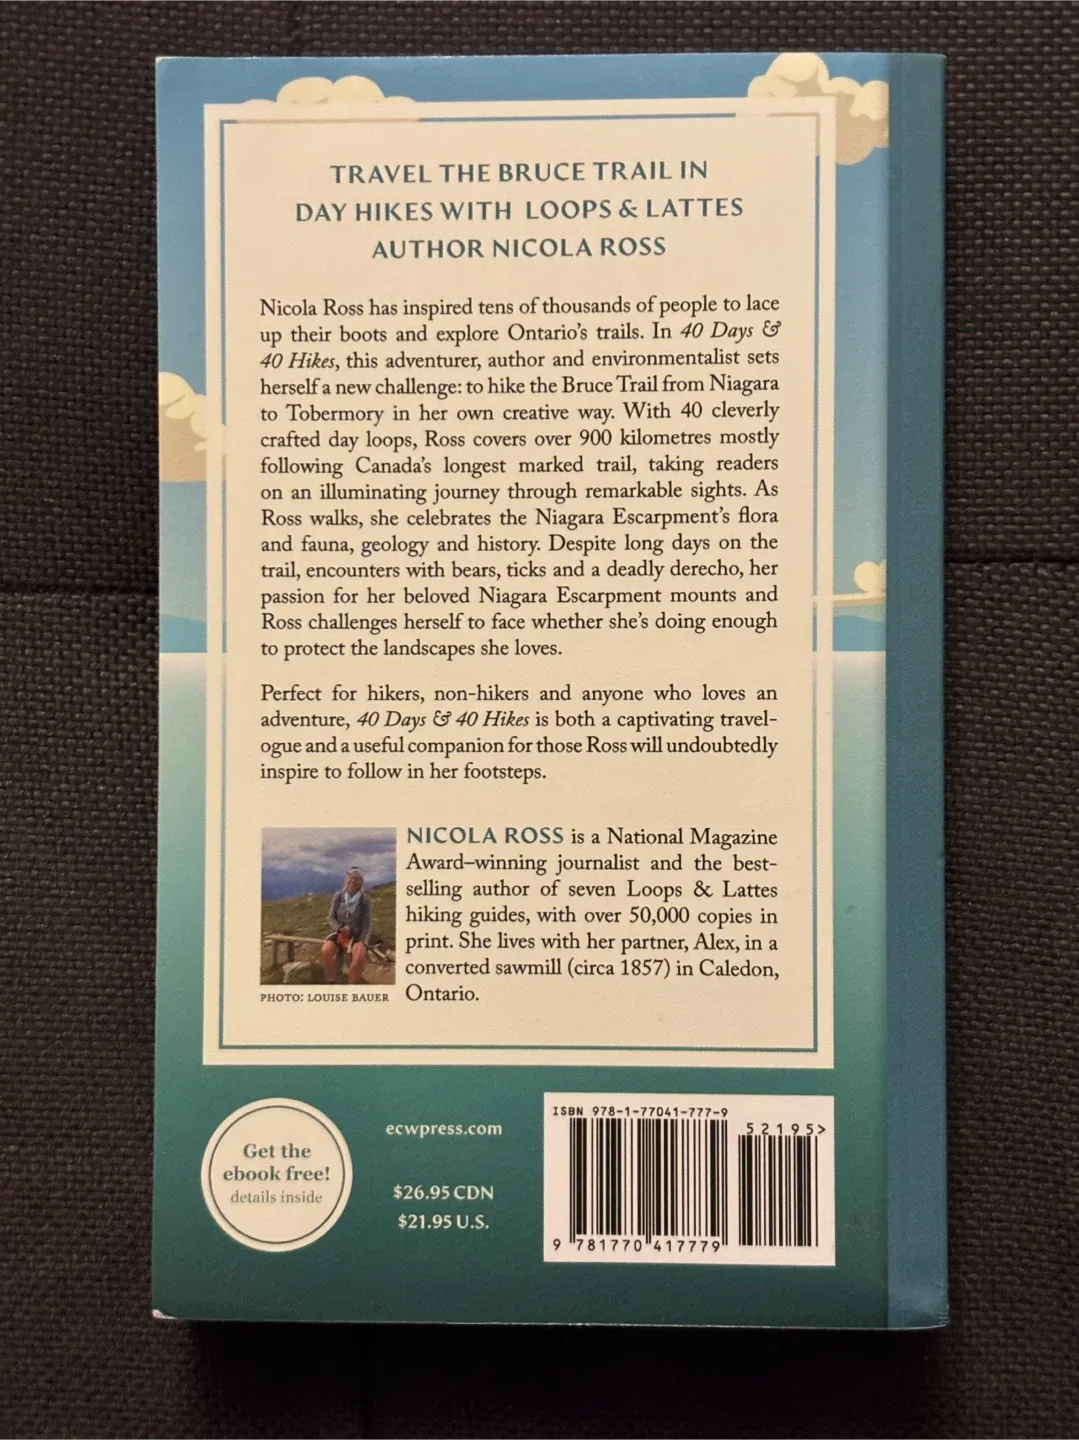 TRAVEL THE BRUCE TRAIL IN
DAY HIKES WITH LOOPS & LATTES
AUTHOR NICOLA ROSS
Nicola Ross has inspired tens of thousands of people to lace
up their boots and explore Ontario's trails. In 40 Days &
40 Hikes, this adventurer, author and environmentalist sets
herself a new challenge: to hike the Bruce Trail from Niagara
to Tobermory in her own creative way. With 40 cleverly
crafted day loops, Ross covers over 900 kilometres mostly
following Canada's longest marked trail, taking readers
on an illuminating journey through remarkable sights. As
Ross walks, she celebrates the Niagara Escarpment's flora
and fauna, geology and history. Despite long days on the
trail, encounters with bears, ticks and a deadly derecho, her
passion for her beloved Niagara Escarpment mounts and
Ross challenges herself to face whether she's doing enough
to protect the landscapes she loves.
Perfect for hikers, non-hikers and anyone who loves an
adventure, 40 Days & 40 Hikes is both a captivating travel-
ogue and a useful companion for those Ross will undoubtedly
inspire to follow in her footsteps.
NICOLA ROSS is a National Magazine
Award–winning journalist and the best-
selling author of seven Loops & Lattes
hiking guides, with over 50,000 copies in
print. She lives with her partner, Alex, in a
converted sawmill (circa 1857) in Caledon,
Ontario.
PHOTO: LOUISE BAUER
Get the
ebook free!
details inside
ecwpress.com
$26.95 CDN
$21.95 U.S.
ISBN 978-1-77041-777-9
52195>
9 781770 417779